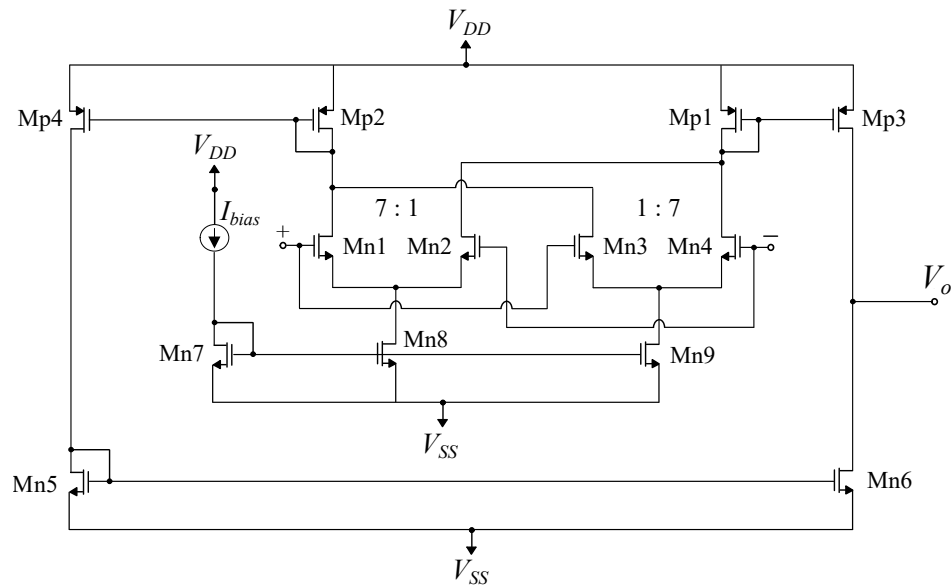 V_DD
Mp4
Mp2
Mp1
Mp3
V_DD
I_bias
7 : 1
1 : 7
+
Mn1
Mn2
Mn3
Mn4
−
V_o
Mn7
Mn8
Mn9
V_SS
Mn5
Mn6
V_SS